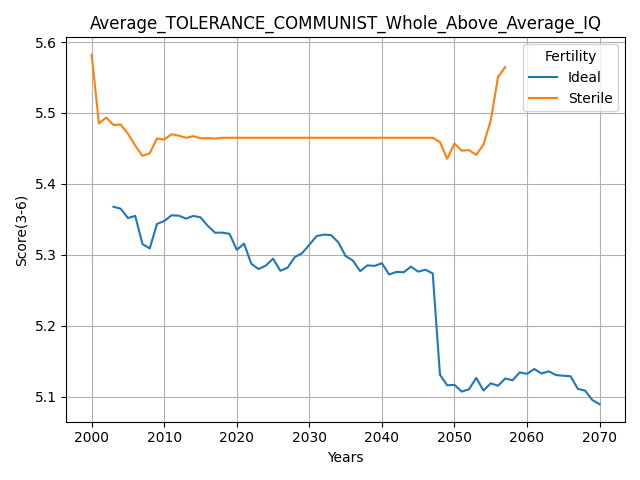 Average_TOLERANCE_COMMUNIST_Whole_Above_Average_IQ
5.6
5.5
5.4
5.3
5.2
5.1
Score(3-6)
Fertility
Ideal
Sterile
2000 2010 2020 2030 2040 2050 2060 2070
Years